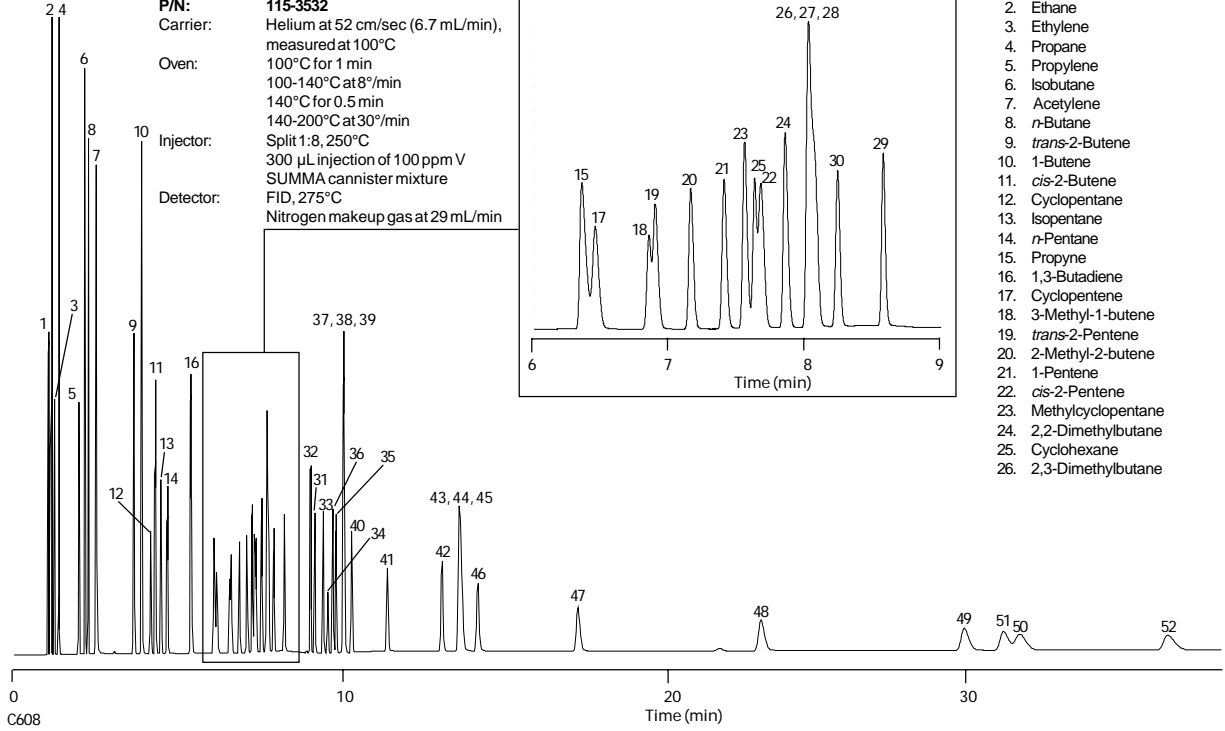 P/N: 115-3532
Carrier: Helium at 52 cm/sec (6.7 mL/min),
measured at 100°C
Oven: 100°C for 1 min
100-140°C at 8°/min
140°C for 0.5 min
140-200°C at 30°/min
Injector: Split 1:8, 250°C
300 µL injection of 100 ppm V
SUMMA cannister mixture
Detector: FID, 275°C
Nitrogen makeup gas at 29 mL/min
2 4
6
8
7
10
3
1
9
5
11
16
13
12
14
37, 38, 39
32
31
33
36
35
34
40
41
42
43, 44, 45
46
47
48
49
51
50
52
0
10
20
30
Time (min)
C608
26, 27, 28
15
17
18
19
20
21
23
25
22
24
30
29
6
7
8
9
Time (min)
2. Ethane
3. Ethylene
4. Propane
5. Propylene
6. Isobutane
7. Acetylene
8. n-Butane
9. trans-2-Butene
10. 1-Butene
11. cis-2-Butene
12. Cyclopentane
13. Isopentane
14. n-Pentane
15. Propyne
16. 1,3-Butadiene
17. Cyclopentene
18. 3-Methyl-1-butene
19. trans-2-Pentene
20. 2-Methyl-2-butene
21. 1-Pentene
22. cis-2-Pentene
23. Methylcyclopentane
24. 2,2-Dimethylbutane
25. Cyclohexane
26. 2,3-Dimethylbutane